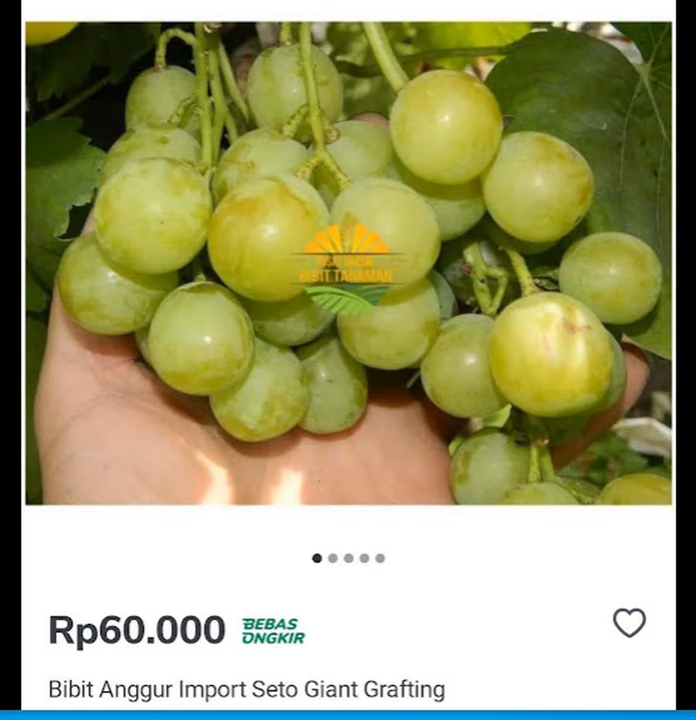 BIBIT TANAMAN
Rp60.000 BEBAS ONGKIR
Bibit Anggur Import Seto Giant Grafting